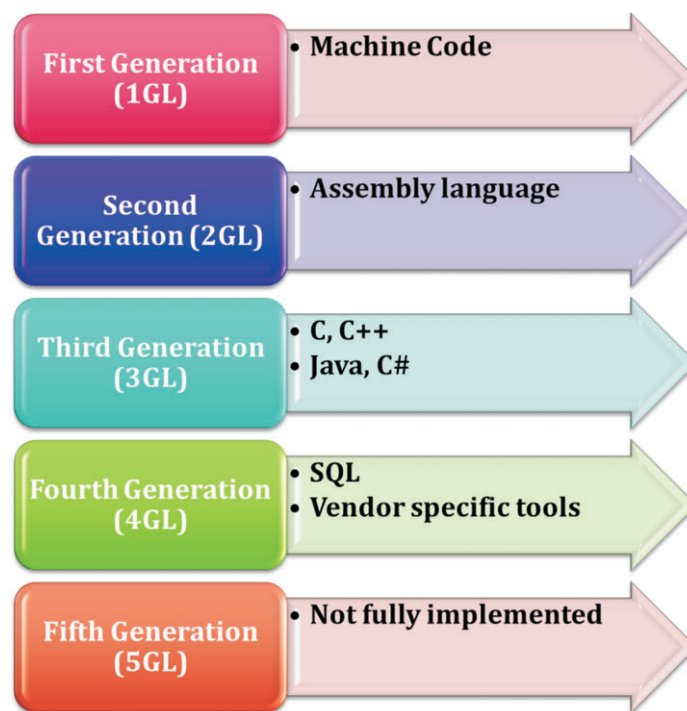 First Generation
(1GL)
• Machine Code
Second
Generation (2GL)
• Assembly language
Third Generation
(3GL)
• C, C++
• Java, C#
Fourth Generation
(4GL)
• SQL
• Vendor specific tools
Fifth Generation
(5GL)
• Not fully implemented